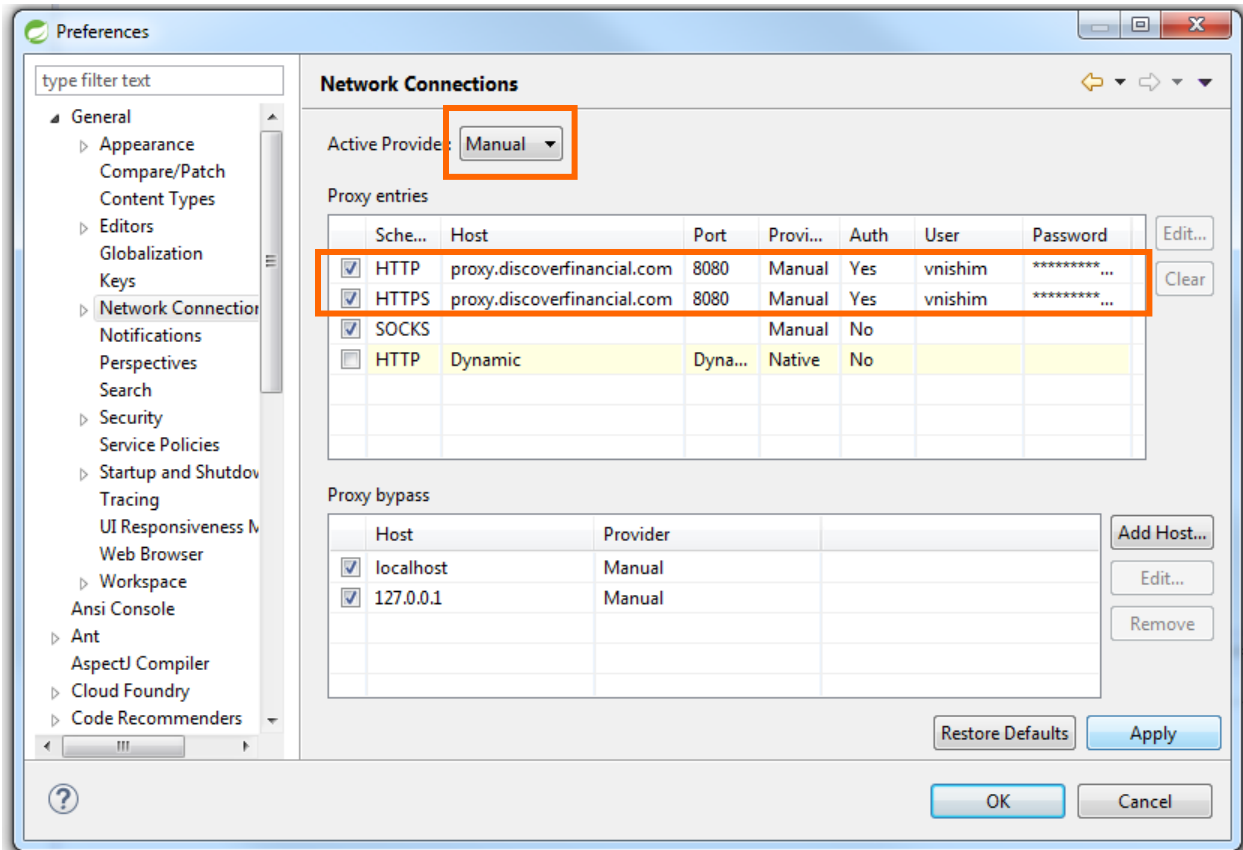 Preferences
type filter text
General
Appearance
Compare/Patch
Content Types
Editors
Globalization
Keys
Network Connection
Notifications
Perspectives
Search
Security
Service Policies
Startup and Shutdow
Tracing
UI Responsiveness M
Web Browser
Workspace
Ansi Console
Ant
AspectJ Compiler
Cloud Foundry
Code Recommenders
Network Connections
Active Provider: Manual
Proxy entries
Sche... Host Port Provi... Auth User Password
HTTP proxy.discoverfinancial.com 8080 Manual Yes vnishim *********...
HTTPS proxy.discoverfinancial.com 8080 Manual Yes vnishim *********...
SOCKS Manual No
HTTP Dynamic Dyna... Native No
Edit...
Clear
Proxy bypass
Host Provider
localhost Manual
127.0.0.1 Manual
Add Host...
Edit...
Remove
Restore Defaults Apply
OK Cancel